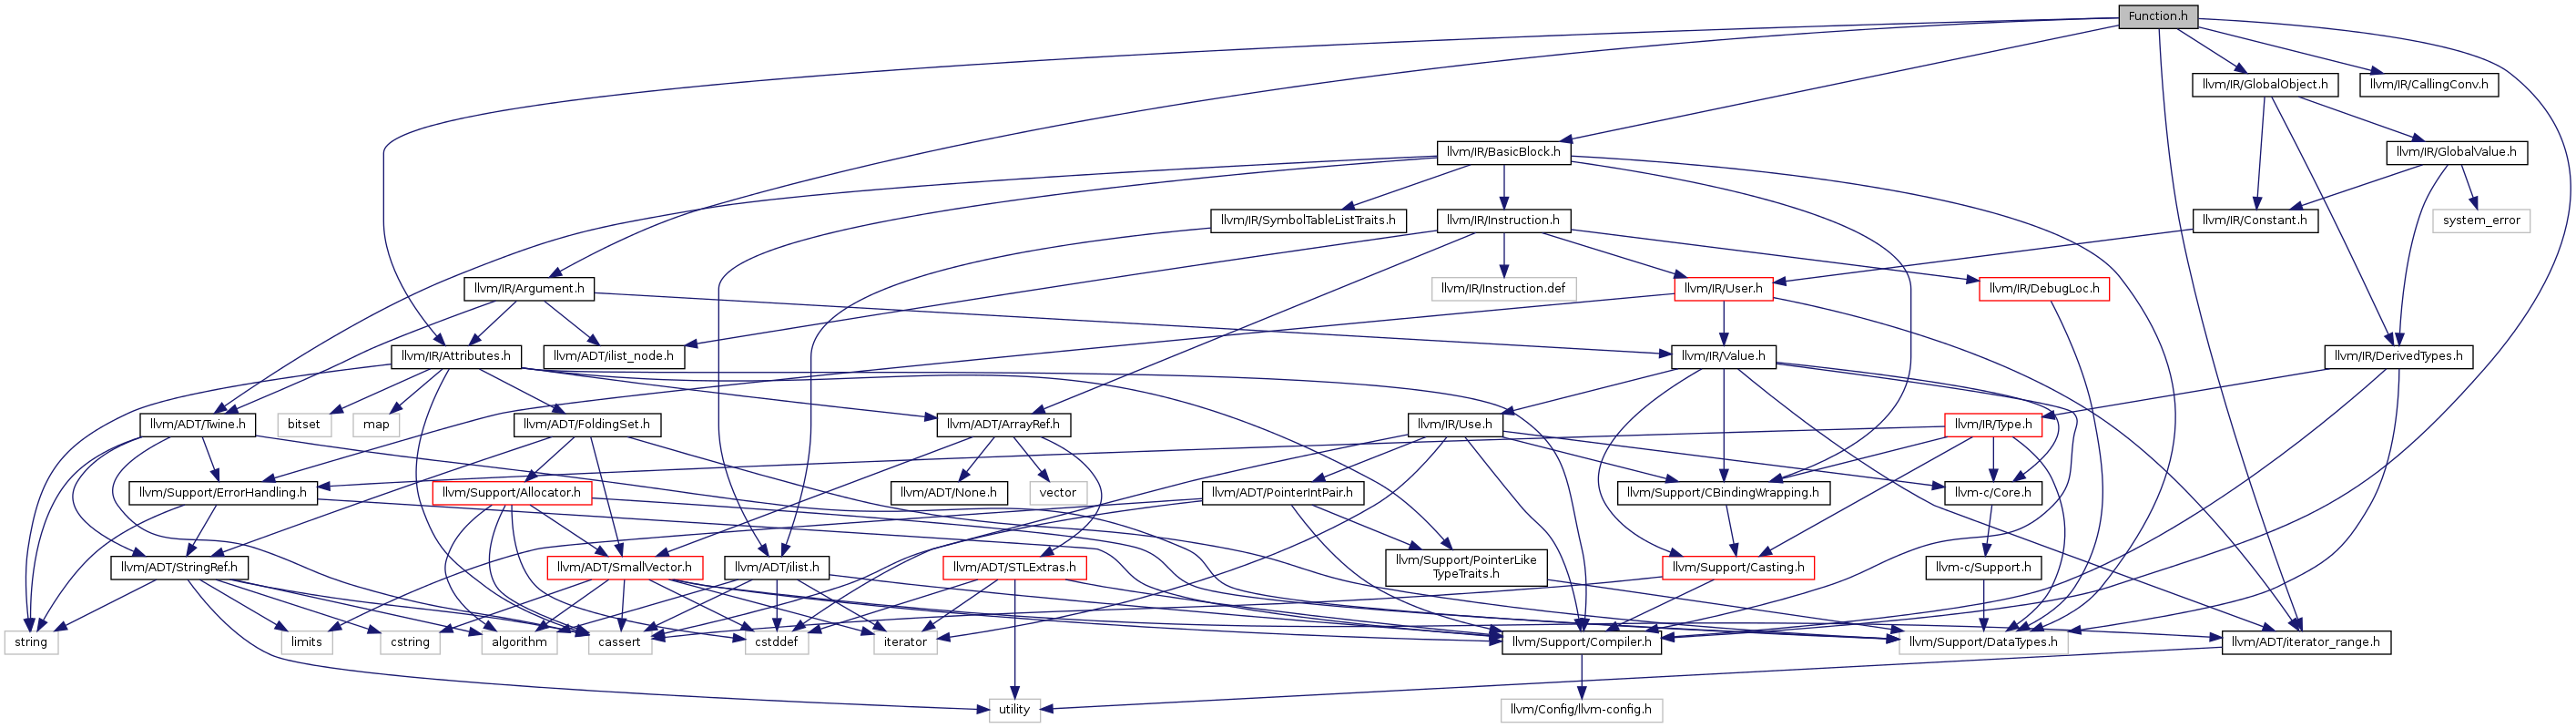 Function.h
llvm/IR/GlobalObject.h
llvm/IR/CallingConv.h
llvm/IR/BasicBlock.h
llvm/IR/GlobalValue.h
llvm/IR/SymbolTableListTraits.h
llvm/IR/Instruction.h
llvm/IR/Constant.h
system_error
llvm/IR/Argument.h
llvm/IR/Instruction.def
llvm/IR/User.h
llvm/IR/DebugLoc.h
llvm/IR/Attributes.h
llvm/ADT/ilist_node.h
llvm/IR/Value.h
llvm/IR/DerivedTypes.h
llvm/ADT/Twine.h
bitset
map
llvm/ADT/FoldingSet.h
llvm/ADT/ArrayRef.h
llvm/IR/Use.h
llvm/IR/Type.h
llvm/Support/ErrorHandling.h
llvm/Support/Allocator.h
llvm/ADT/None.h
vector
llvm/ADT/PointerIntPair.h
llvm/Support/CBindingWrapping.h
llvm-c/Core.h
llvm/ADT/StringRef.h
llvm/ADT/SmallVector.h
llvm/ADT/ilist.h
llvm/ADT/STLExtras.h
llvm/Support/PointerLike
TypeTraits.h
llvm/Support/Casting.h
llvm-c/Support.h
string
limits
cstring
algorithm
cassert
cstddef
iterator
llvm/Support/Compiler.h
llvm/Support/DataTypes.h
llvm/ADT/iterator_range.h
utility
llvm/Config/llvm-config.h